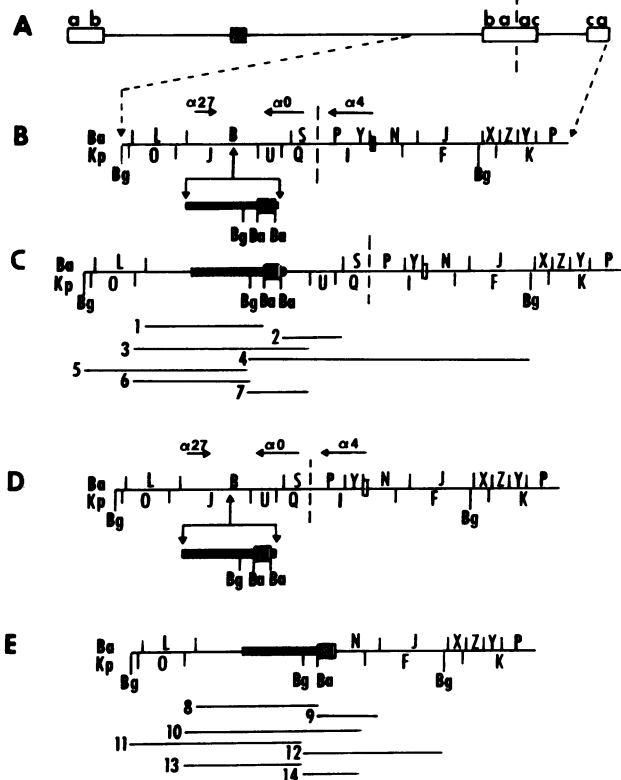 A a b b a a c c a
α27 α0 α4
B Ba L B S P Y N J X Z Y P
Kp O J U Q I F K
Bg Bg
Bg Ba Ba
C Ba L S P Y N J X Z Y P
Kp O U Q I F K
Bg Bg Ba Ba Bg
1
2
3
4
5
6
7
α27 α0 α4
D Ba L B S P Y N J X Z Y P
Kp O J U Q I F K
Bg Bg
Bg Ba Ba
E Ba L N J X Z Y P
Kp O F K
Bg Bg Ba Bg
8
9
10
11
12
13
14